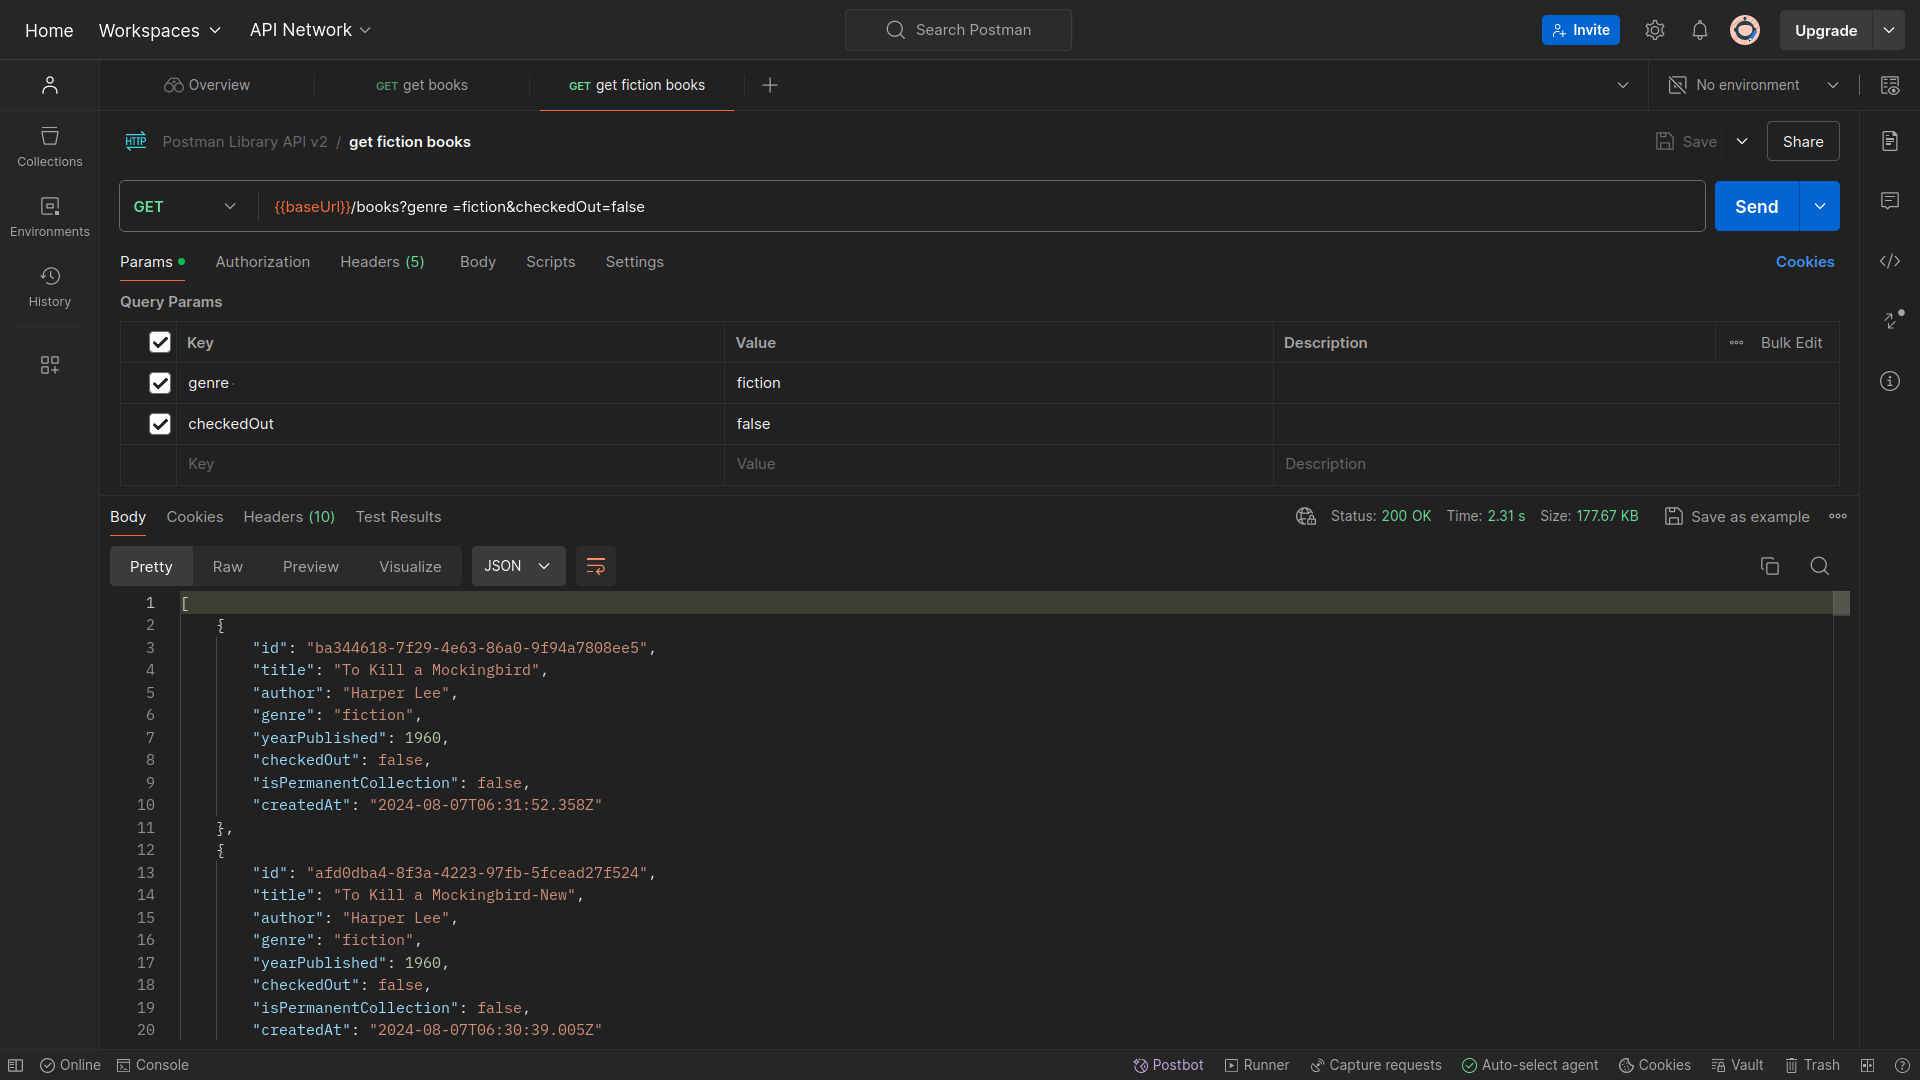 Home Workspaces API Network Search Postman Invite Upgrade
Overview GET get books GET get fiction books No environment
HTTP Postman Library API v2 / get fiction books Save Share
GET {{baseUrl}}/books?genre =fiction&checkedOut=false Send
Collections
Environments
History
Params Authorization Headers (5) Body Scripts Settings Cookies
Query Params
Key Value Description Bulk Edit
genre fiction
checkedOut false
Key Value Description
Body Cookies Headers (10) Test Results Status: 200 OK Time: 2.31 s Size: 177.67 KB Save as example
Pretty Raw Preview Visualize JSON
1 [
2 {
3 "id": "ba344618-7f29-4e63-86a0-9f94a7808ee5",
4 "title": "To Kill a Mockingbird",
5 "author": "Harper Lee",
6 "genre": "fiction",
7 "yearPublished": 1960,
8 "checkedOut": false,
9 "isPermanentCollection": false,
10 "createdAt": "2024-08-07T06:31:52.358Z"
11 },
12 {
13 "id": "afd0dba4-8f3a-4223-97fb-5fcead27f524",
14 "title": "To Kill a Mockingbird-New",
15 "author": "Harper Lee",
16 "genre": "fiction",
17 "yearPublished": 1960,
18 "checkedOut": false,
19 "isPermanentCollection": false,
20 "createdAt": "2024-08-07T06:30:39.005Z"
Online Console Postbot Runner Capture requests Auto-select agent Cookies Vault Trash